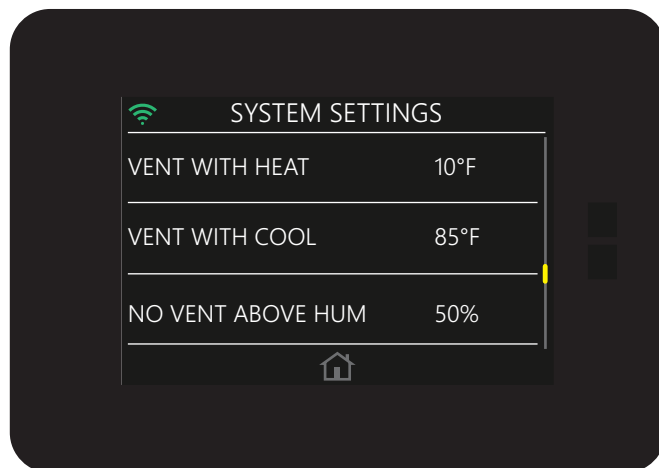 SYSTEM SETTINGS
VENT WITH HEAT 10°F
VENT WITH COOL 85°F
NO VENT ABOVE HUM 50%